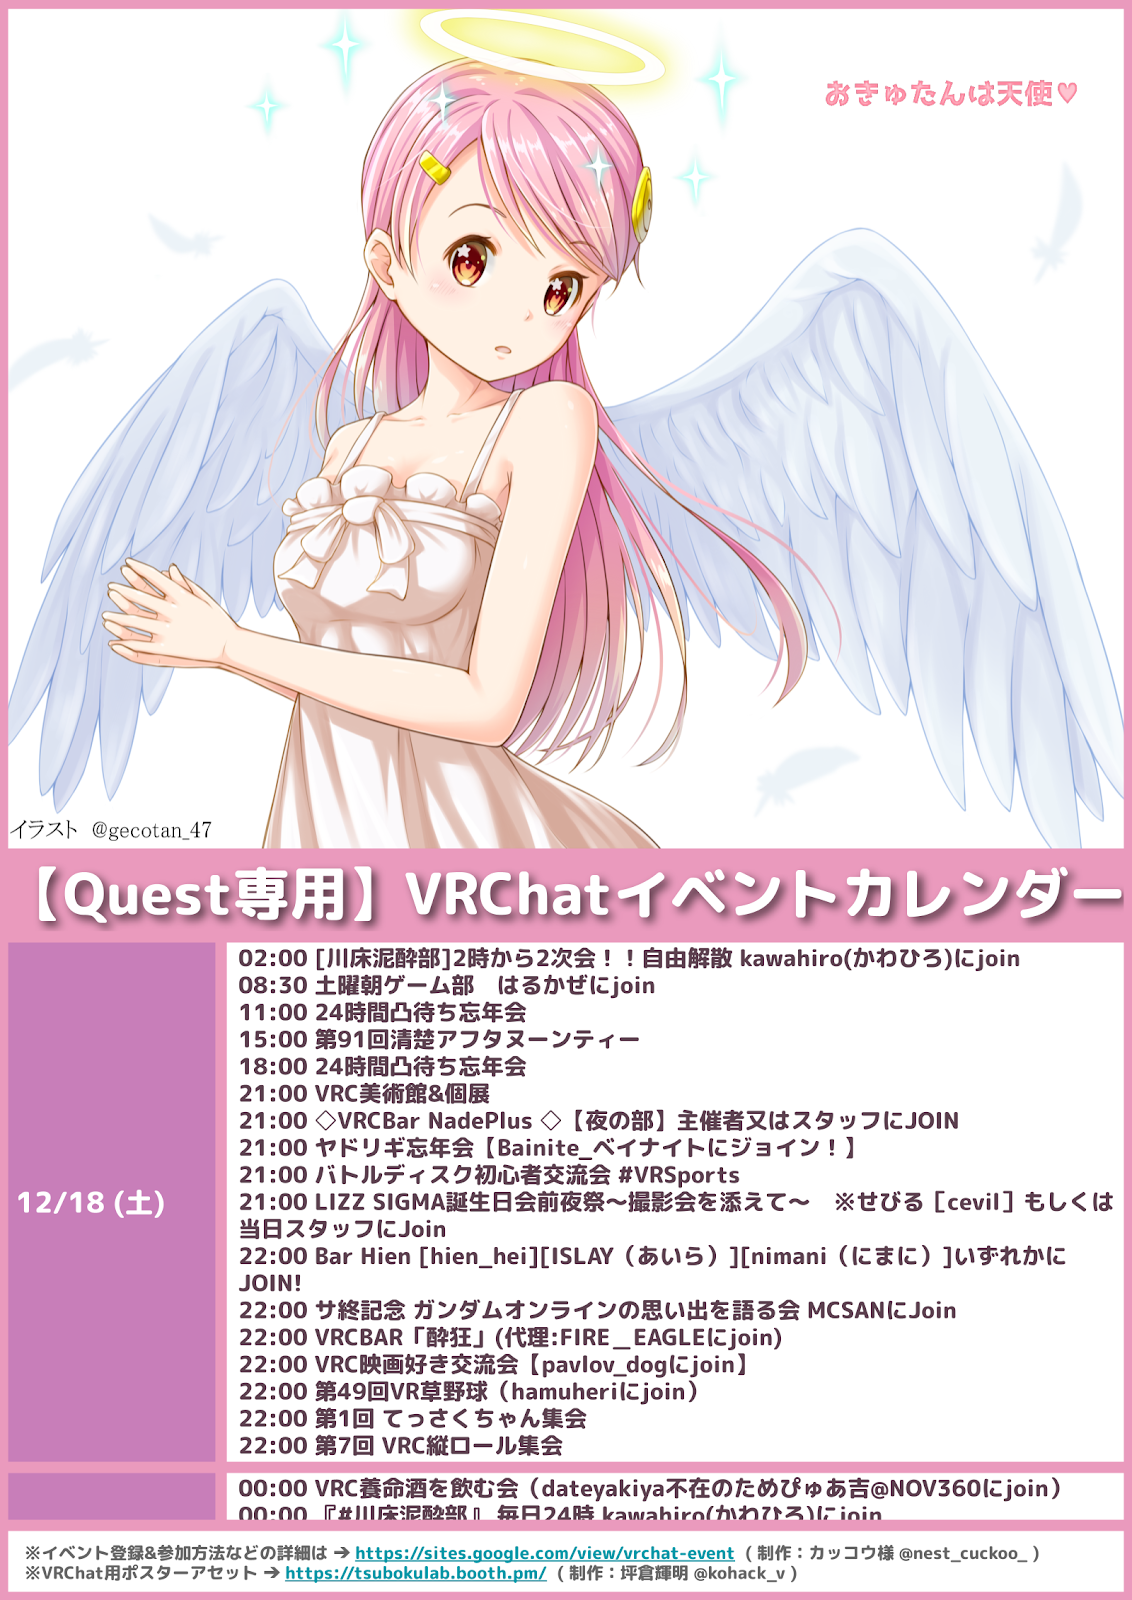 おきゅたんは天使♥
イラスト @gecotan_47
【Quest専用】VRChatイベントカレンダー
12/18 (土)
02:00 [川床泥酔部]2時から2次会！！自由解散 kawahiro(かわひろ)にjoin
08:30 土曜朝ゲーム部　はるかぜにjoin
11:00 24時間凸待ち忘年会
15:00 第91回清楚アフタヌーンティー
18:00 24時間凸待ち忘年会
21:00 VRC美術館&個展
21:00 ◇VRCBar NadePlus ◇【夜の部】主催者又はスタッフにJOIN
21:00 ヤドリギ忘年会【Bainite_ベイナイトにジョイン！】
21:00 バトルディスク初心者交流会 #VRSports
21:00 LIZZ SIGMA誕生日会前夜祭～撮影会を添えて～　※せびる［cevil］もしくは
当日スタッフにJoin
22:00 Bar Hien [hien_hei][ISLAY（あいら）][nimani（にまに）]いずれかに
JOIN!
22:00 サ終記念 ガンダムオンラインの思い出を語る会 MCSANにJoin
22:00 VRCBAR「酔狂」(代理:FIRE＿EAGLEにjoin)
22:00 VRC映画好き交流会【pavlov_dogにjoin】
22:00 第49回VR草野球（hamuheriにjoin）
22:00 第1回 てっさくちゃん集会
22:00 第7回 VRC縦ロール集会
00:00 VRC養命酒を飲む会（dateyakiya不在のためぴゅあ吉@NOV360にjoin）
00:00 『#川床泥酔部』 毎日24時 kawahiro(かわひろ)にjoin
※イベント登録&参加方法などの詳細は ➔ https://sites.google.com/view/vrchat-event （ 制作：カッコウ様 @nest_cuckoo_ ）
※VRChat用ポスターアセット ➔ https://tsubokulab.booth.pm/ （ 制作：坪倉輝明 @kohack_v ）